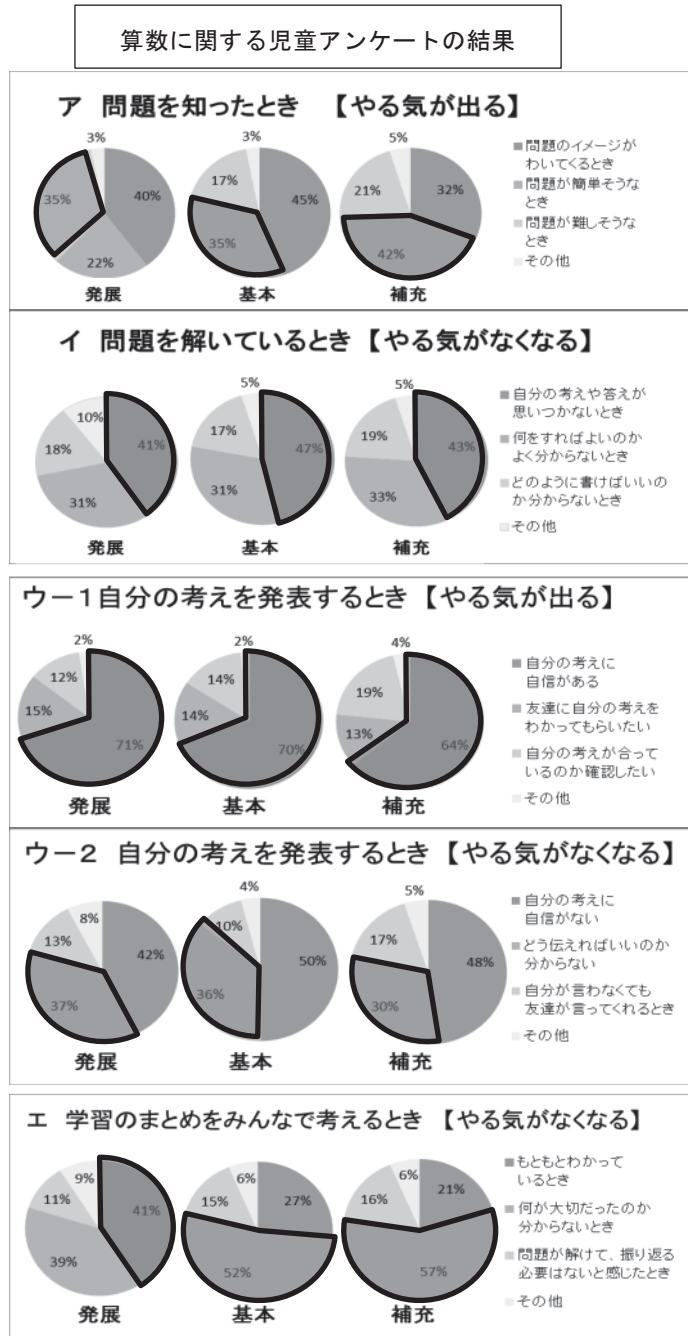 算数に関する児童アンケートの結果
ア 問題を知ったとき 【やる気が出る】
3%
35%
40%
22%
発展
3%
17%
45%
35%
基本
5%
21%
32%
42%
補充
問題のイメージが
わいてくるとき
問題が簡単そうな
とき
問題が難しそうな
とき
その他
イ 問題を解いているとき 【やる気がなくなる】
10%
18%
41%
31%
発展
5%
17%
47%
31%
基本
5%
19%
43%
33%
補充
自分の考えや答えが
思いつかないとき
何をすればよいのか
よく分からないとき
どのように書けばいいの
か分からないとき
その他
ウー1自分の考えを発表するとき 【やる気が出る】
2%
12%
15%
71%
発展
2%
14%
14%
70%
基本
4%
19%
13%
64%
補充
自分の考えに
自信がある
友達に自分の考えを
わかってもらいたい
自分の考えが合って
いるのか確認したい
その他
ウー2 自分の考えを発表するとき 【やる気がなくなる】
8%
13%
42%
37%
発展
4%
10%
50%
36%
基本
5%
17%
48%
30%
補充
自分の考えに
自信がない
どう伝えればいいのか
分からない
自分が言わなくても
友達が言ってくれるとき
その他
エ 学習のまとめをみんなで考えるとき 【やる気がなくなる】
9%
11%
41%
39%
発展
6%
15%
27%
52%
基本
6%
16%
21%
57%
補充
もともとわかって
いるとき
何が大切だったのか
分からないとき
問題が解けて、振り返る
必要はないと感じたとき
その他